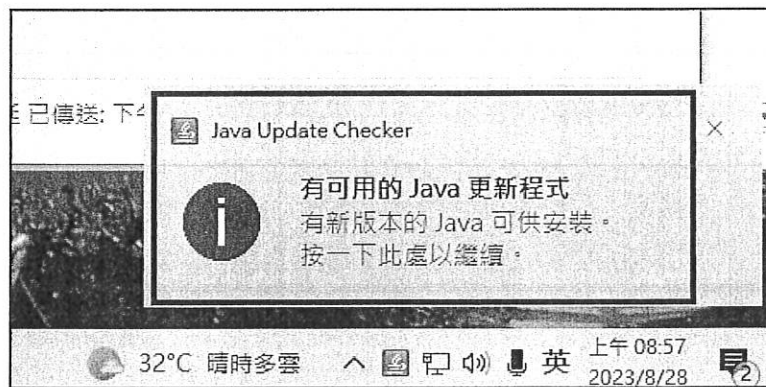 已傳送: 下午
Java Update Checker
有可用的 Java 更新程式
有新版本的 Java 可供安裝。
按一下此處以繼續。
32°C 晴時多雲
英
上午 08:57
2023/8/28
2